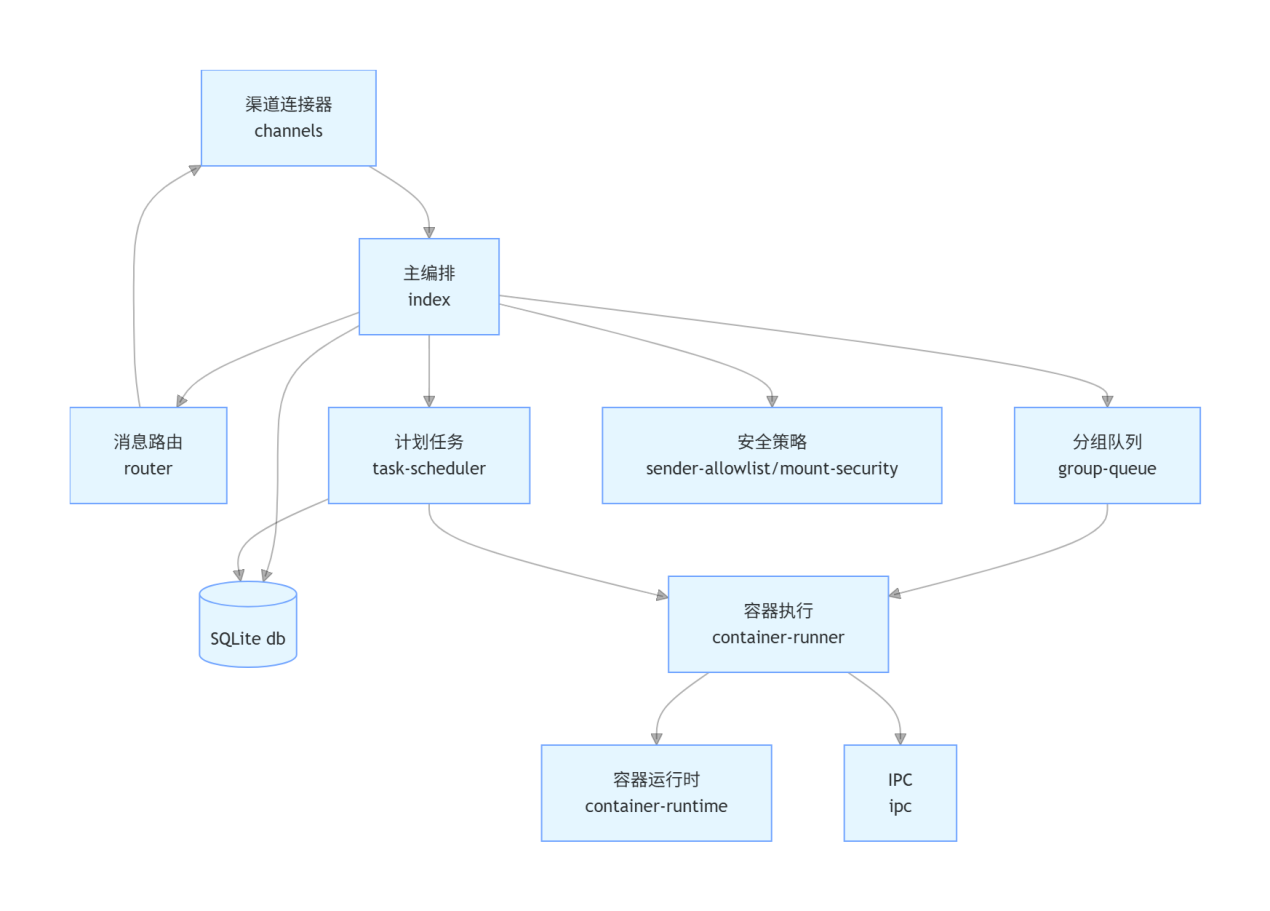 渠道连接器
channels
主编排
index
消息路由
router
计划任务
task-scheduler
安全策略
sender-allowlist/mount-security
分组队列
group-queue
SQLite db
容器执行
container-runner
容器运行时
container-runtime
IPC
ipc